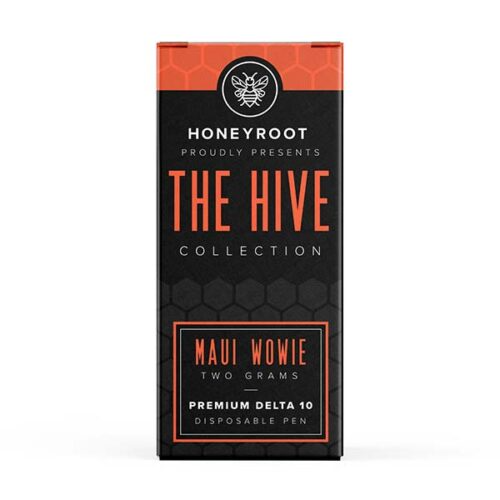 HONEYROOT
PROUDLY PRESENTS
THE HIVE
COLLECTION
MAUI WOWIE
TWO GRAMS
PREMIUM DELTA 10
DISPOSABLE PEN